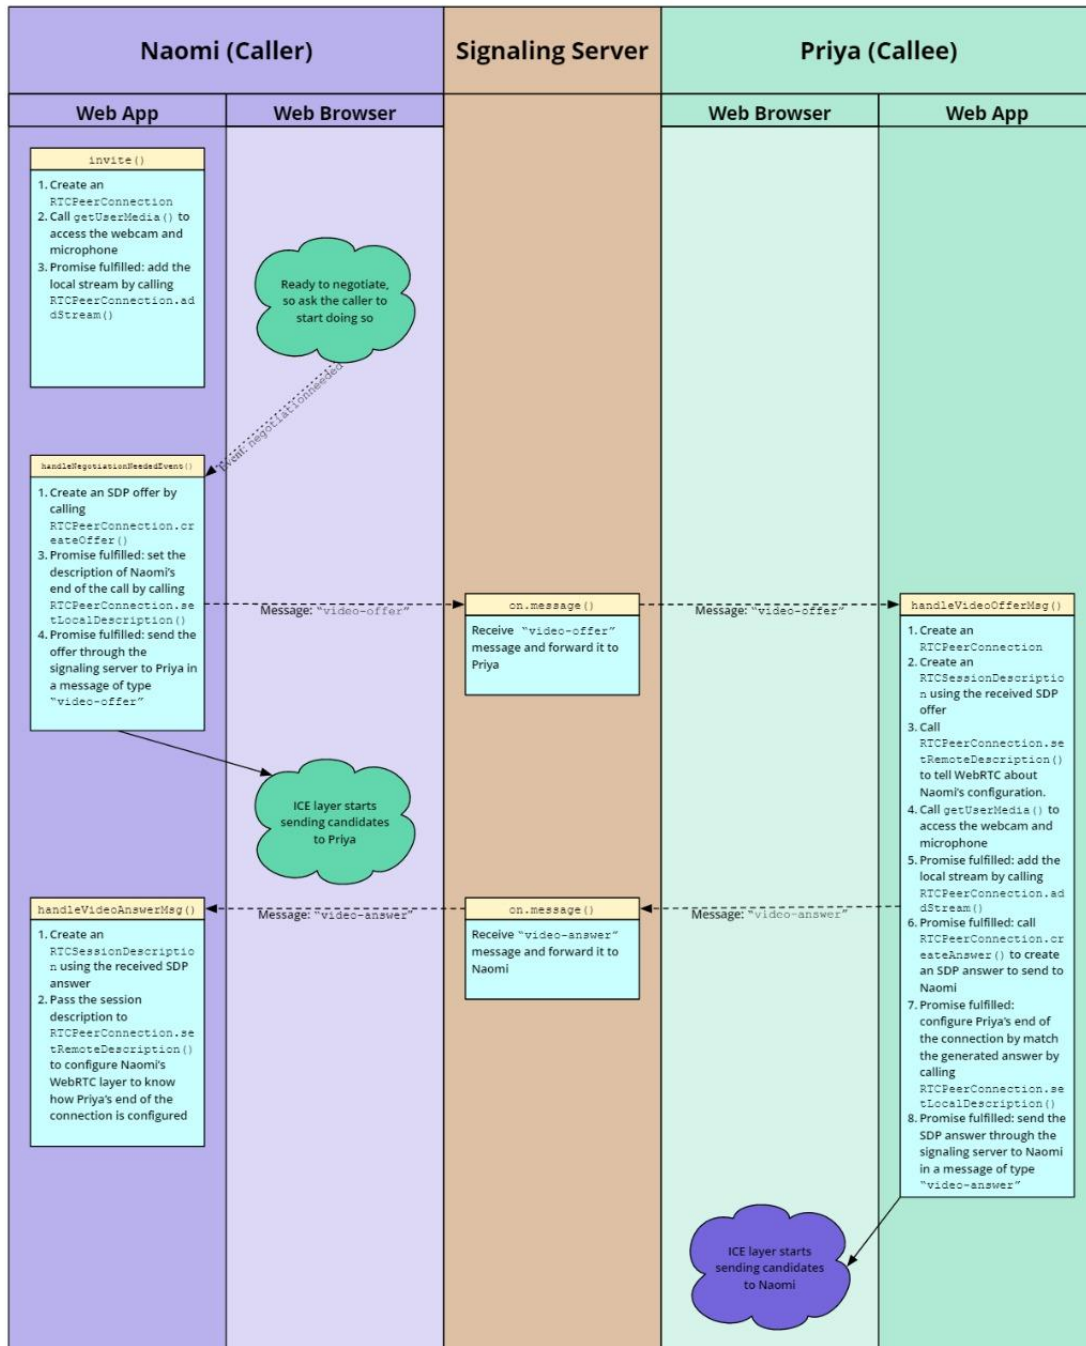 Naomi (Caller)
Signaling Server
Priya (Callee)
Web App
Web Browser
Web Browser
Web App
invite()
1. Create an
RTCPeerConnection
2. Call getUserMedia() to
access the webcam and
microphone
3. Promise fulfilled: add the
local stream by calling
RTCPeerConnection.ad
dStream()
Ready to negotiate,
so ask the caller to
start doing so
Event: negotiationneeded
handleNegotiationNeededEvent()
1. Create an SDP offer by
calling
RTCPeerConnection.cr
eateOffer()
3. Promise fulfilled: set the
description of Naomi's
end of the call by calling
RTCPeerConnection.se
tLocalDescription()
4. Promise fulfilled: send the
offer through the
signaling server to Priya in
a message of type
“video-offer”
Message: “video-offer”
on.message()
Receive “video-offer”
message and forward it to
Priya
Message: “video-offer”
handleVideoOfferMsg()
1. Create an
RTCPeerConnection
2. Create an
RTCSessionDescriptio
n using the received SDP
offer
3. Call
RTCPeerConnection.se
tRemoteDescription()
to tell WebRTC about
Naomi's configuration.
4. Call getUserMedia() to
access the webcam and
microphone
5. Promise fulfilled: add the
local stream by calling
RTCPeerConnection.ad
dStream()
6. Promise fulfilled: call
RTCPeerConnection.cr
eateAnswer() to create
an SDP answer to send to
Naomi
7. Promise fulfilled:
configure Priya's end of
the connection by match
the generated answer by
calling
RTCPeerConnection.se
tLocalDescription()
8. Promise fulfilled: send the
SDP answer through the
signaling server to Naomi
in a message of type
“video-answer”
ICE layer starts
sending candidates
to Priya
Message: “video-answer”
on.message()
Receive “video-answer”
message and forward it to
Naomi
Message: “video-answer”
handleVideoAnswerMsg()
1. Create an
RTCSessionDescriptio
n using the received SDP
answer
2. Pass the session
description to
RTCPeerConnection.se
tRemoteDescription()
to configure Naomi's
WebRTC layer to know
how Priya's end of the
connection is configured
ICE layer starts
sending candidates
to Naomi